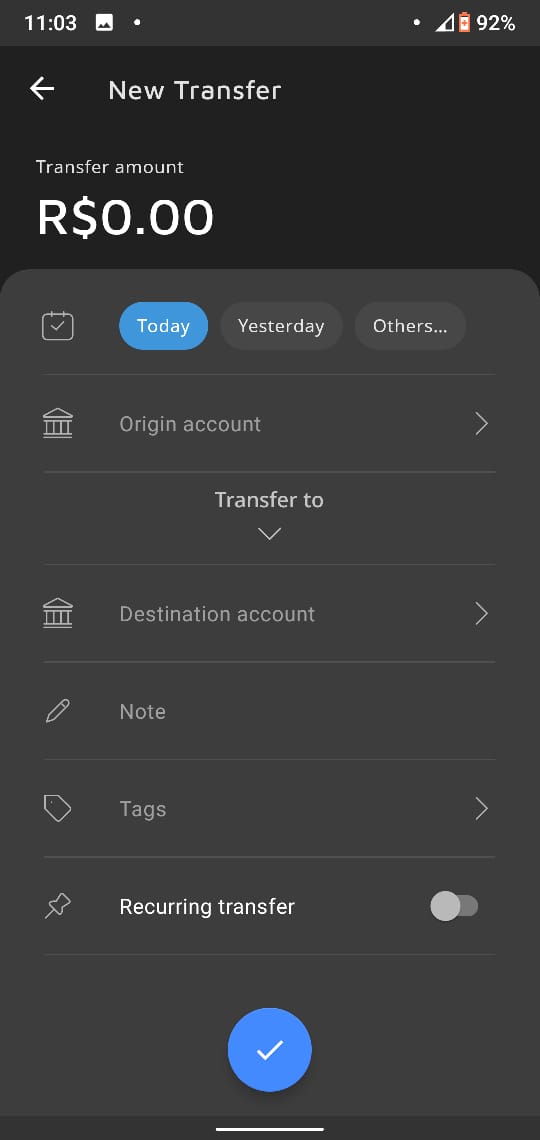 11:03
92%
New Transfer
Transfer amount
R$0.00
Today Yesterday Others...
Origin account
Transfer to
Destination account
Note
Tags
Recurring transfer